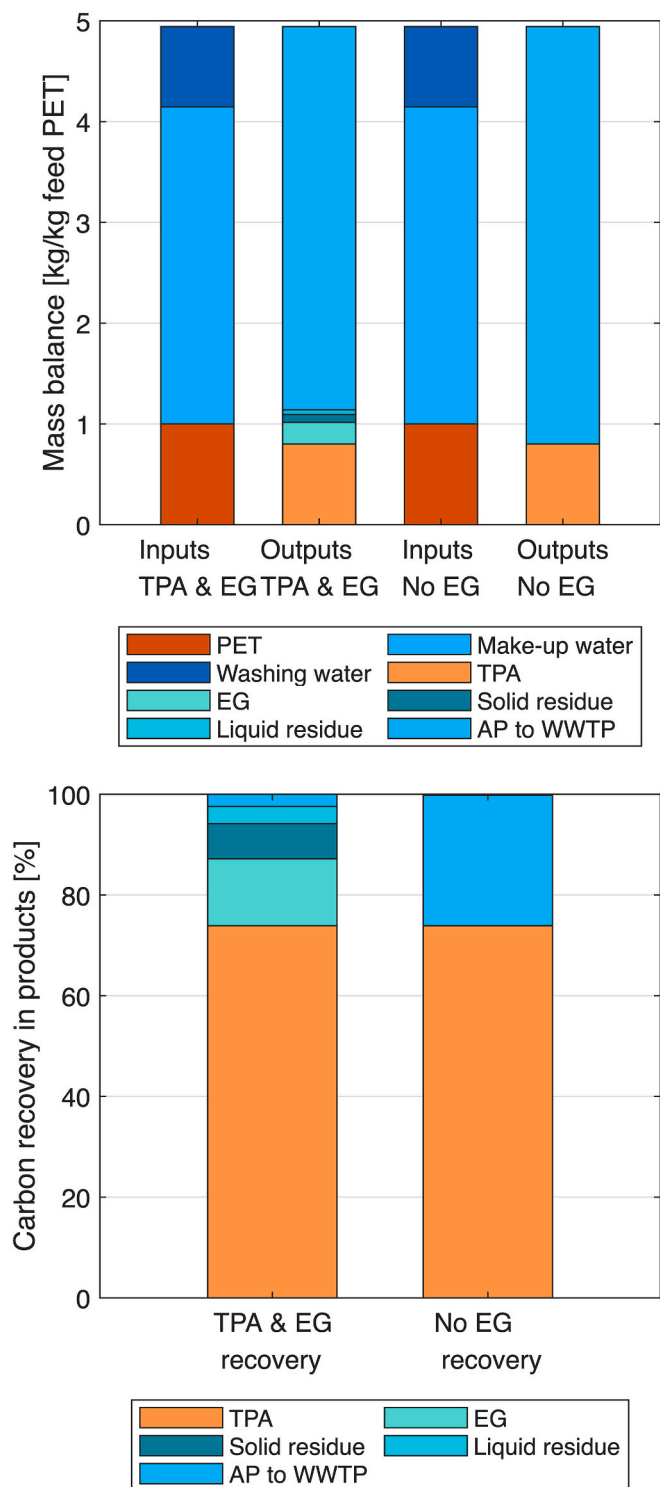 Mass balance [kg/kg feed PET]
5
4
3
2
1
0
Inputs Outputs Inputs Outputs
TPA & EG TPA & EG No EG No EG
PET Make-up water
Washing water TPA
EG Solid residue
Liquid residue AP to WWTP
Carbon recovery in products [%]
100
80
60
40
20
0
TPA & EG No EG
recovery recovery
TPA EG
Solid residue Liquid residue
AP to WWTP